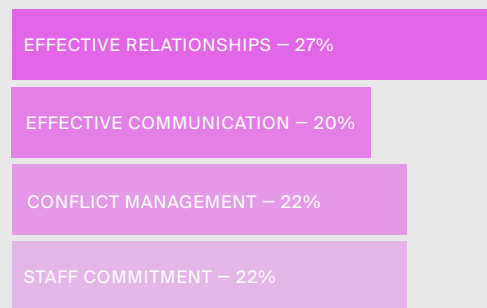 EFFECTIVE RELATIONSHIPS – 27%
EFFECTIVE COMMUNICATION – 20%
CONFLICT MANAGEMENT – 22%
STAFF COMMITMENT – 22%